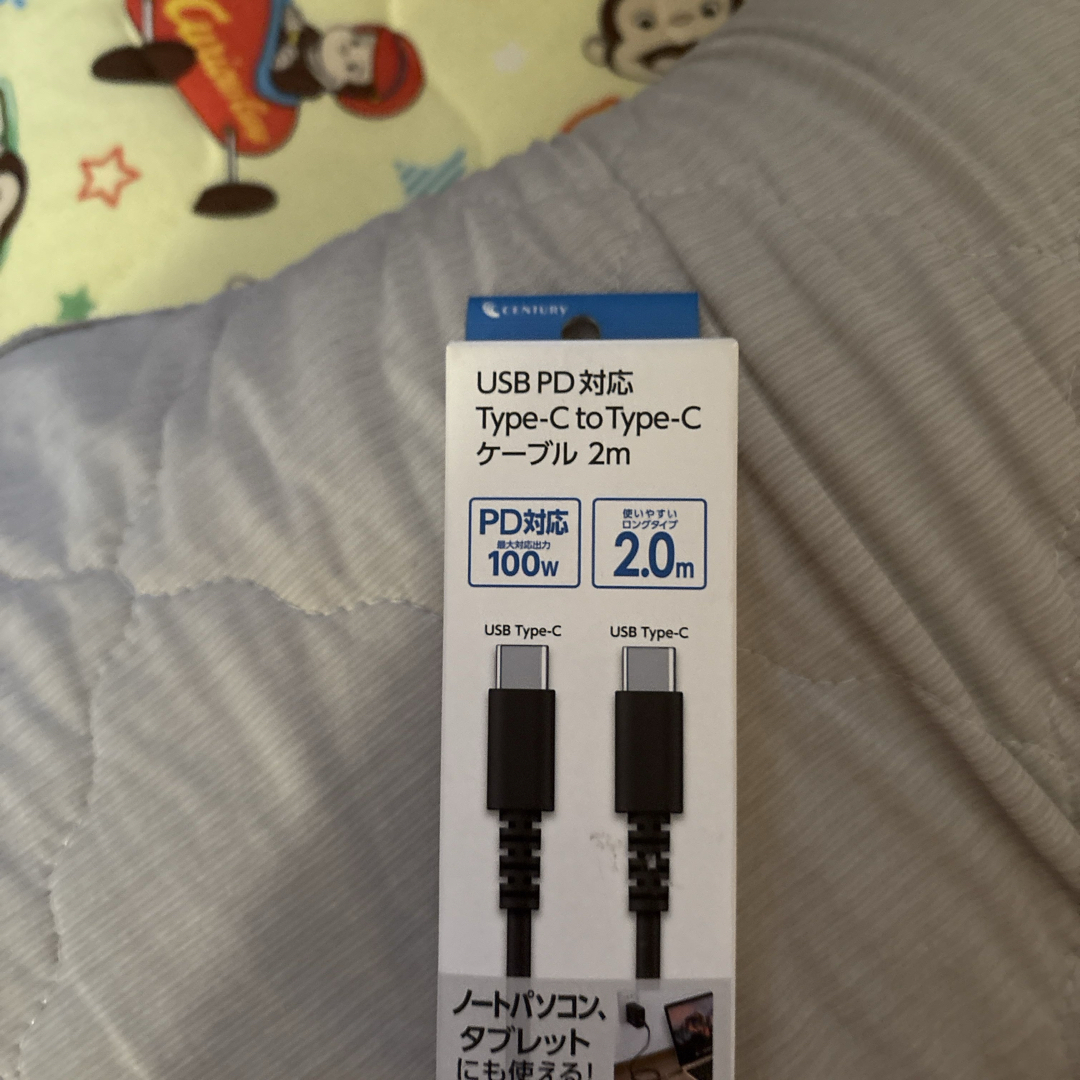 CENTURY
USB PD対応
Type-C to Type-C
ケーブル 2m
PD対応
最大対応出力
100W
使いやすい
ロングタイプ
2.0m
USB Type-C
USB Type-C
ノートパソコン、
タブレット
にも使える!